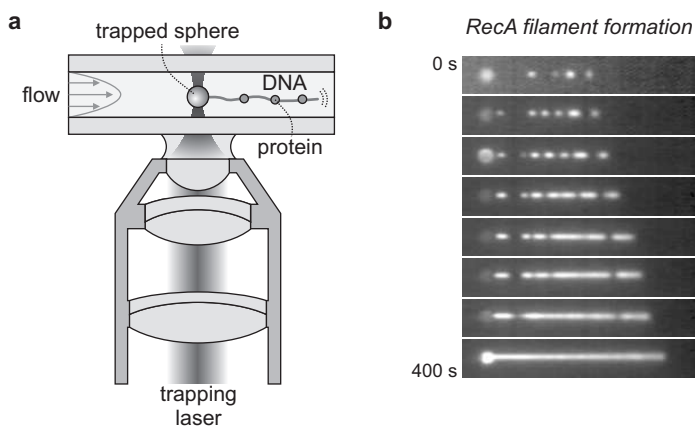 a
trapped sphere
flow
DNA
protein
trapping
laser
b
RecA filament formation
0 s
400 s